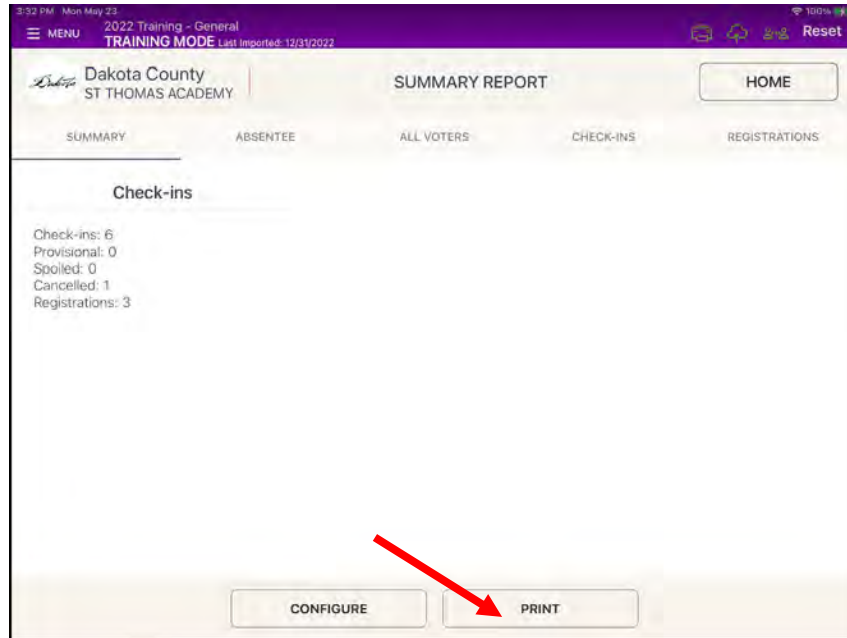 3:32 PM Mon May 23
100%
MENU
2022 Training - General
TRAINING MODE Last Imported: 12/31/2022
Reset
Dakota
Dakota County
ST THOMAS ACADEMY
SUMMARY REPORT
HOME
SUMMARY ABSENTEE ALL VOTERS CHECK-INS REGISTRATIONS
Check-ins
Check-ins: 6
Provisional: 0
Spoiled: 0
Cancelled: 1
Registrations: 3
CONFIGURE PRINT